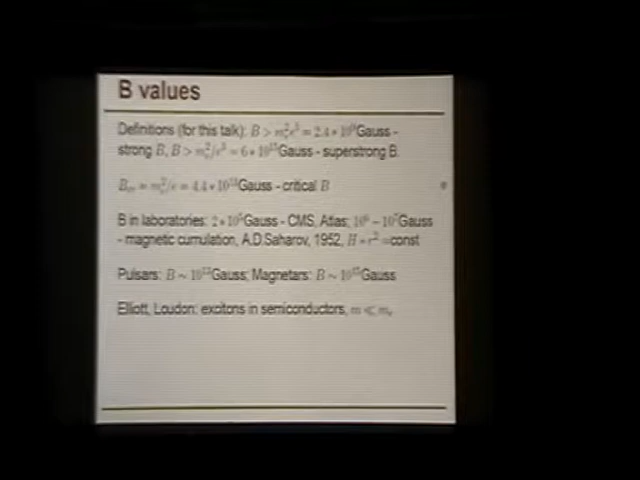 B values
Definitions (for this talk): B > m_e^2 e^3 = 2.4 * 10^9 Gauss -
strong B, B > m_e^2/e^3 = 6 * 10^15 Gauss - superstrong B.
B_cr = m_e^2/e = 4.4 * 10^13 Gauss - critical B
B in laboratories: 2 * 10^5 Gauss - CMS, Atlas; 10^6 - 10^7 Gauss
- magnetic cumulation, A.D.Saharov, 1952, H * r^2 = const
Pulsars: B ~ 10^12 Gauss; Magnetars: B ~ 10^15 Gauss
Elliott, Loudon: excitons in semiconductors, m ≪ m_e